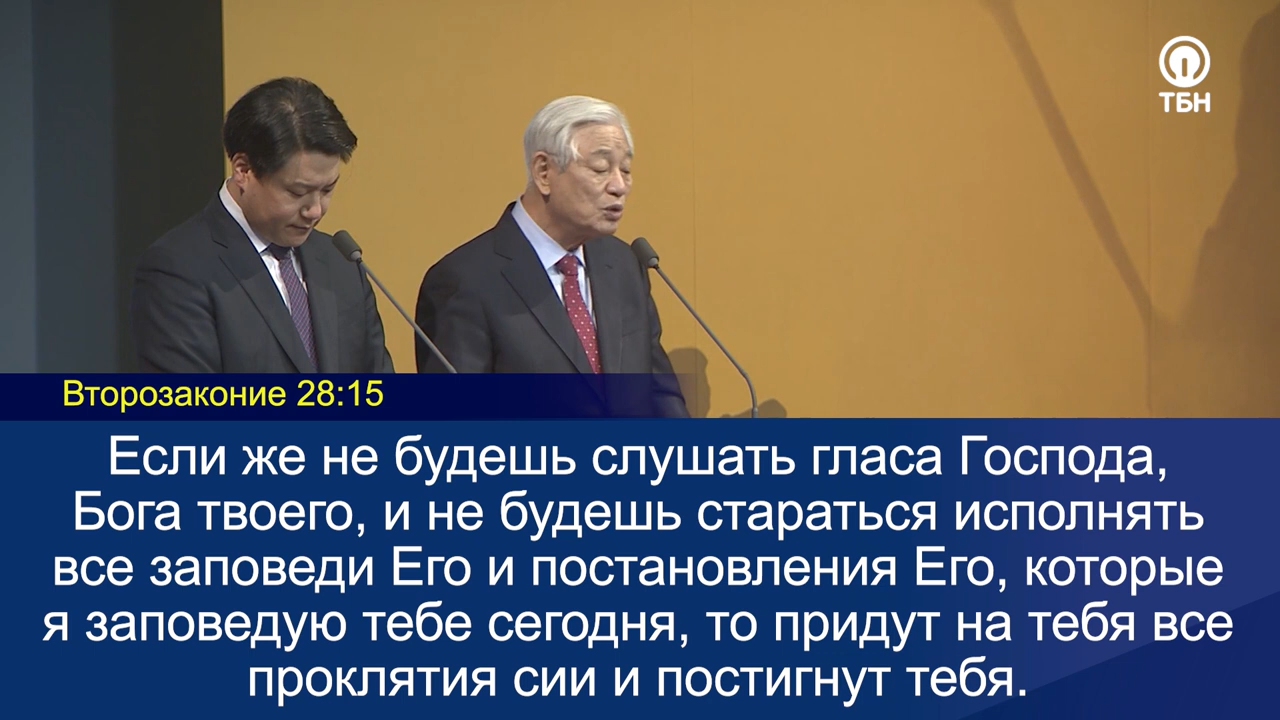 ТБН
Второзаконие 28:15
Если же не будешь слушать гласа Господа,
Бога твоего, и не будешь стараться исполнять
все заповеди Его и постановления Его, которые
я заповедую тебе сегодня, то придут на тебя все
проклятия сии и постигнут тебя.